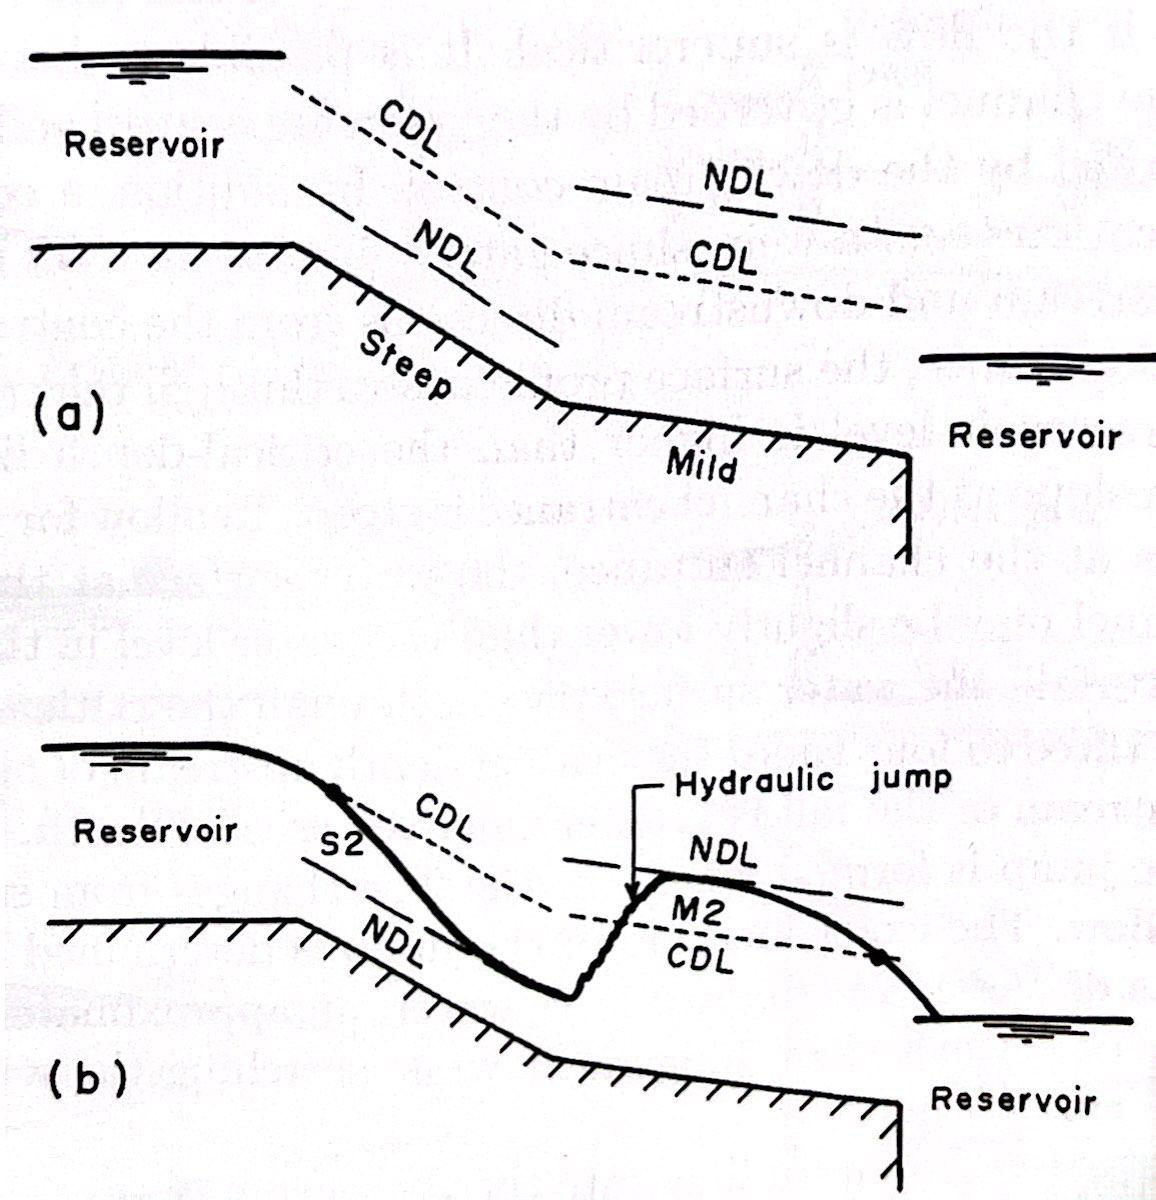 CDL
Reservoir
NDL
NDL
CDL
Steep
(a)
Reservoir
Mild
Hydraulic jump
CDL
Reservoir
S2
NDL
M2
NDL
CDL
(b)
Reservoir